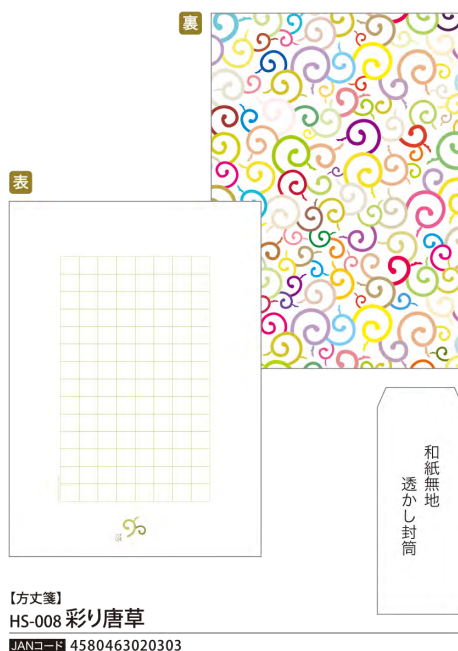 裏
表
和紙無地
透かし封筒
【方丈箋】
HS-008 彩り唐草
JANコード 4580463020303